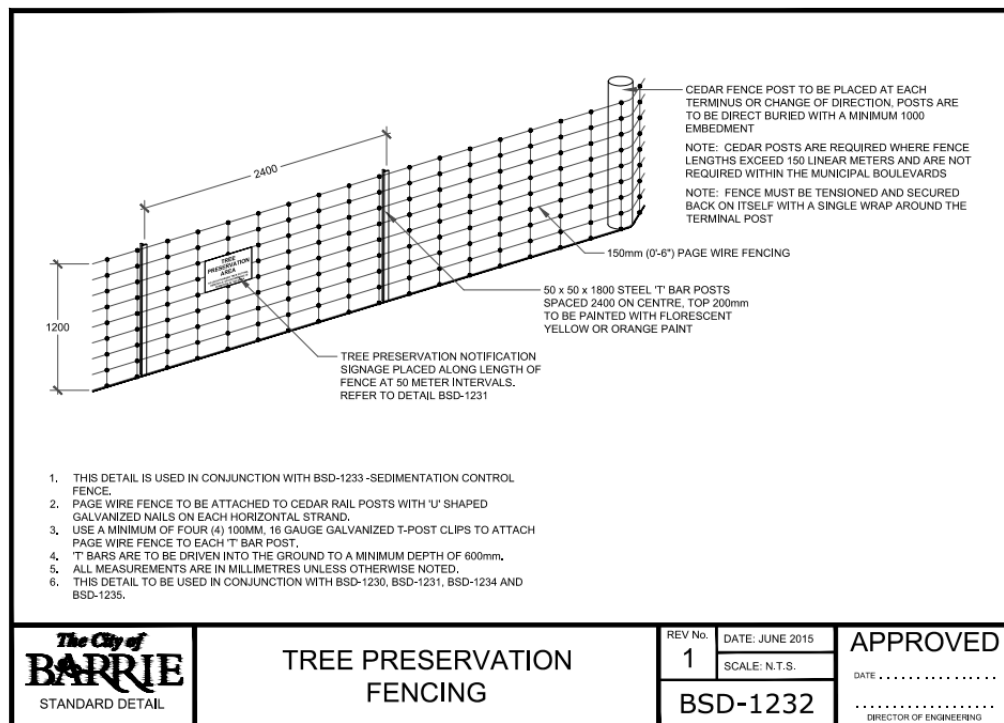 CEDAR FENCE POST TO BE PLACED AT EACH
TERMINUS OR CHANGE OF DIRECTION, POSTS ARE
TO BE DIRECT BURIED WITH A MINIMUM 1000
EMBEDMENT
NOTE: CEDAR POSTS ARE REQUIRED WHERE FENCE
LENGTHS EXCEED 150 LINEAR METERS AND ARE NOT
REQUIRED WITHIN THE MUNICIPAL BOULEVARDS
NOTE: FENCE MUST BE TENSIONED AND SECURED
BACK ON ITSELF WITH A SINGLE WRAP AROUND THE
TERMINAL POST
2400
150mm (0'-6") PAGE WIRE FENCING
TREE
PRESERVATION
AREA
50 x 50 x 1800 STEEL 'T' BAR POSTS
SPACED 2400 ON CENTRE, TOP 200mm
TO BE PAINTED WITH FLORESCENT
YELLOW OR ORANGE PAINT
1200
TREE PRESERVATION NOTIFICATION
SIGNAGE PLACED ALONG LENGTH OF
FENCE AT 50 METER INTERVALS.
REFER TO DETAIL BSD-1231
1. THIS DETAIL IS USED IN CONJUNCTION WITH BSD-1233 -SEDIMENTATION CONTROL
FENCE.
2. PAGE WIRE FENCE TO BE ATTACHED TO CEDAR RAIL POSTS WITH 'U' SHAPED
GALVANIZED NAILS ON EACH HORIZONTAL STRAND.
3. USE A MINIMUM OF FOUR (4) 100MM, 16 GAUGE GALVANIZED T-POST CLIPS TO ATTACH
PAGE WIRE FENCE TO EACH 'T' BAR POST.
4. 'T' BARS ARE TO BE DRIVEN INTO THE GROUND TO A MINIMUM DEPTH OF 600mm.
5. ALL MEASUREMENTS ARE IN MILLIMETRES UNLESS OTHERWISE NOTED.
6. THIS DETAIL TO BE USED IN CONJUNCTION WITH BSD-1230, BSD-1231, BSD-1234 AND
BSD-1235.
The City of
BARRIE
STANDARD DETAIL
TREE PRESERVATION
FENCING
REV No.
1
DATE: JUNE 2015
SCALE: N.T.S.
BSD-1232
APPROVED
DATE ................
................
DIRECTOR OF ENGINEERING